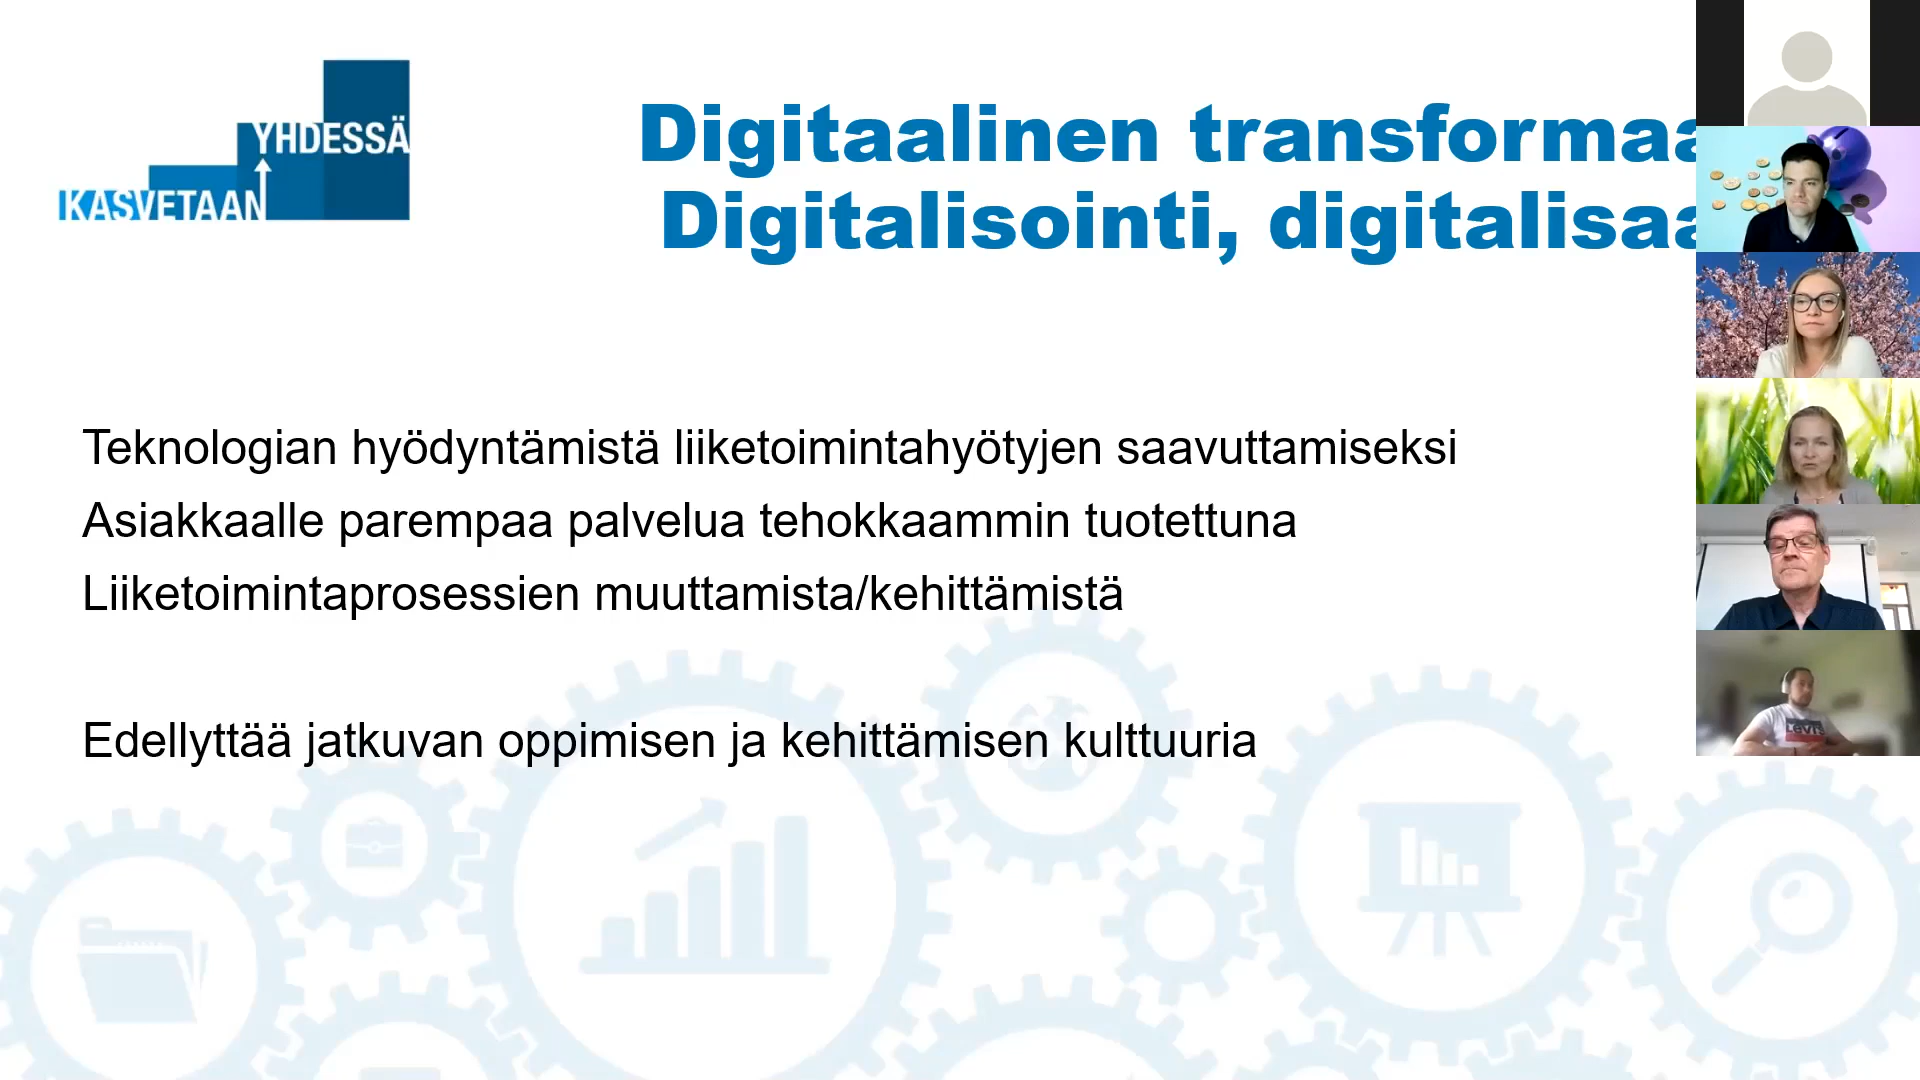 YHDESSÄ
KASVETAAN
Digitaalinen transformaa
Digitalisointi, digitalisaa
Teknologian hyödyntämistä liiketoimintahyötyjen saavuttamiseksi
Asiakkaalle parempaa palvelua tehokkaammin tuotettuna
Liiketoimintaprosessien muuttamista/kehittämistä
Edellyttää jatkuvan oppimisen ja kehittämisen kulttuuria
Levi's